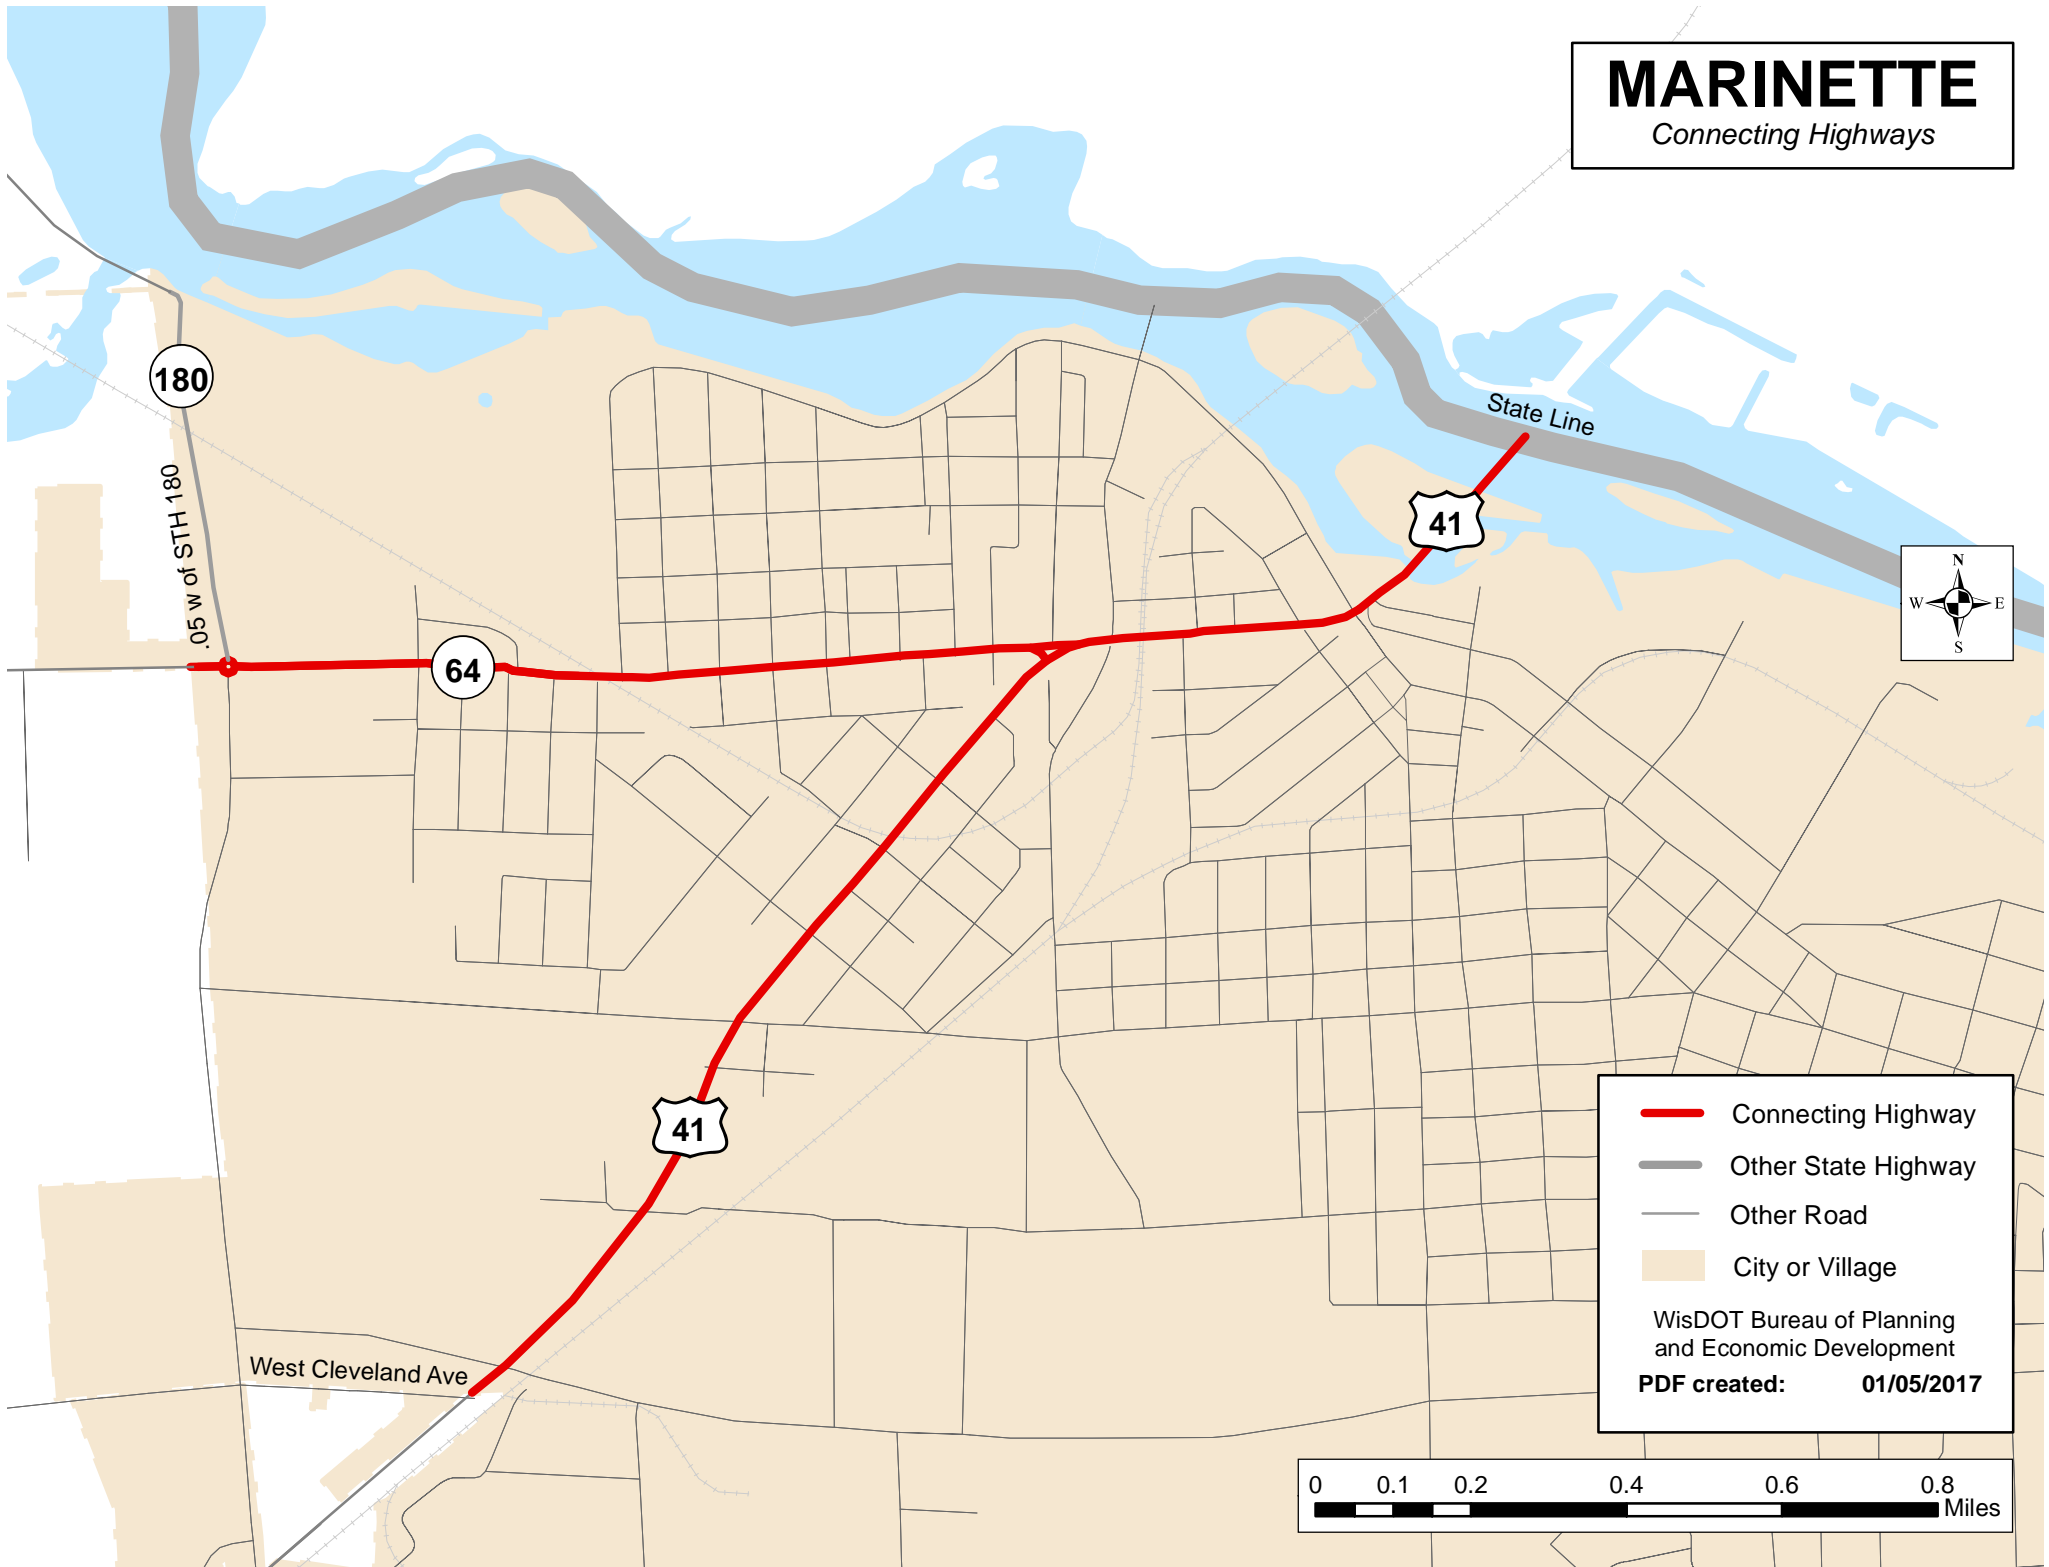 MARINETTE
Connecting Highways
180
State Line
41
.05 w of STH 180
N
W E
S
64
41
West Cleveland Ave
Connecting Highway
Other State Highway
Other Road
City or Village
WisDOT Bureau of Planning
and Economic Development
PDF created: 01/05/2017
0 0.1 0.2 0.4 0.6 0.8
Miles